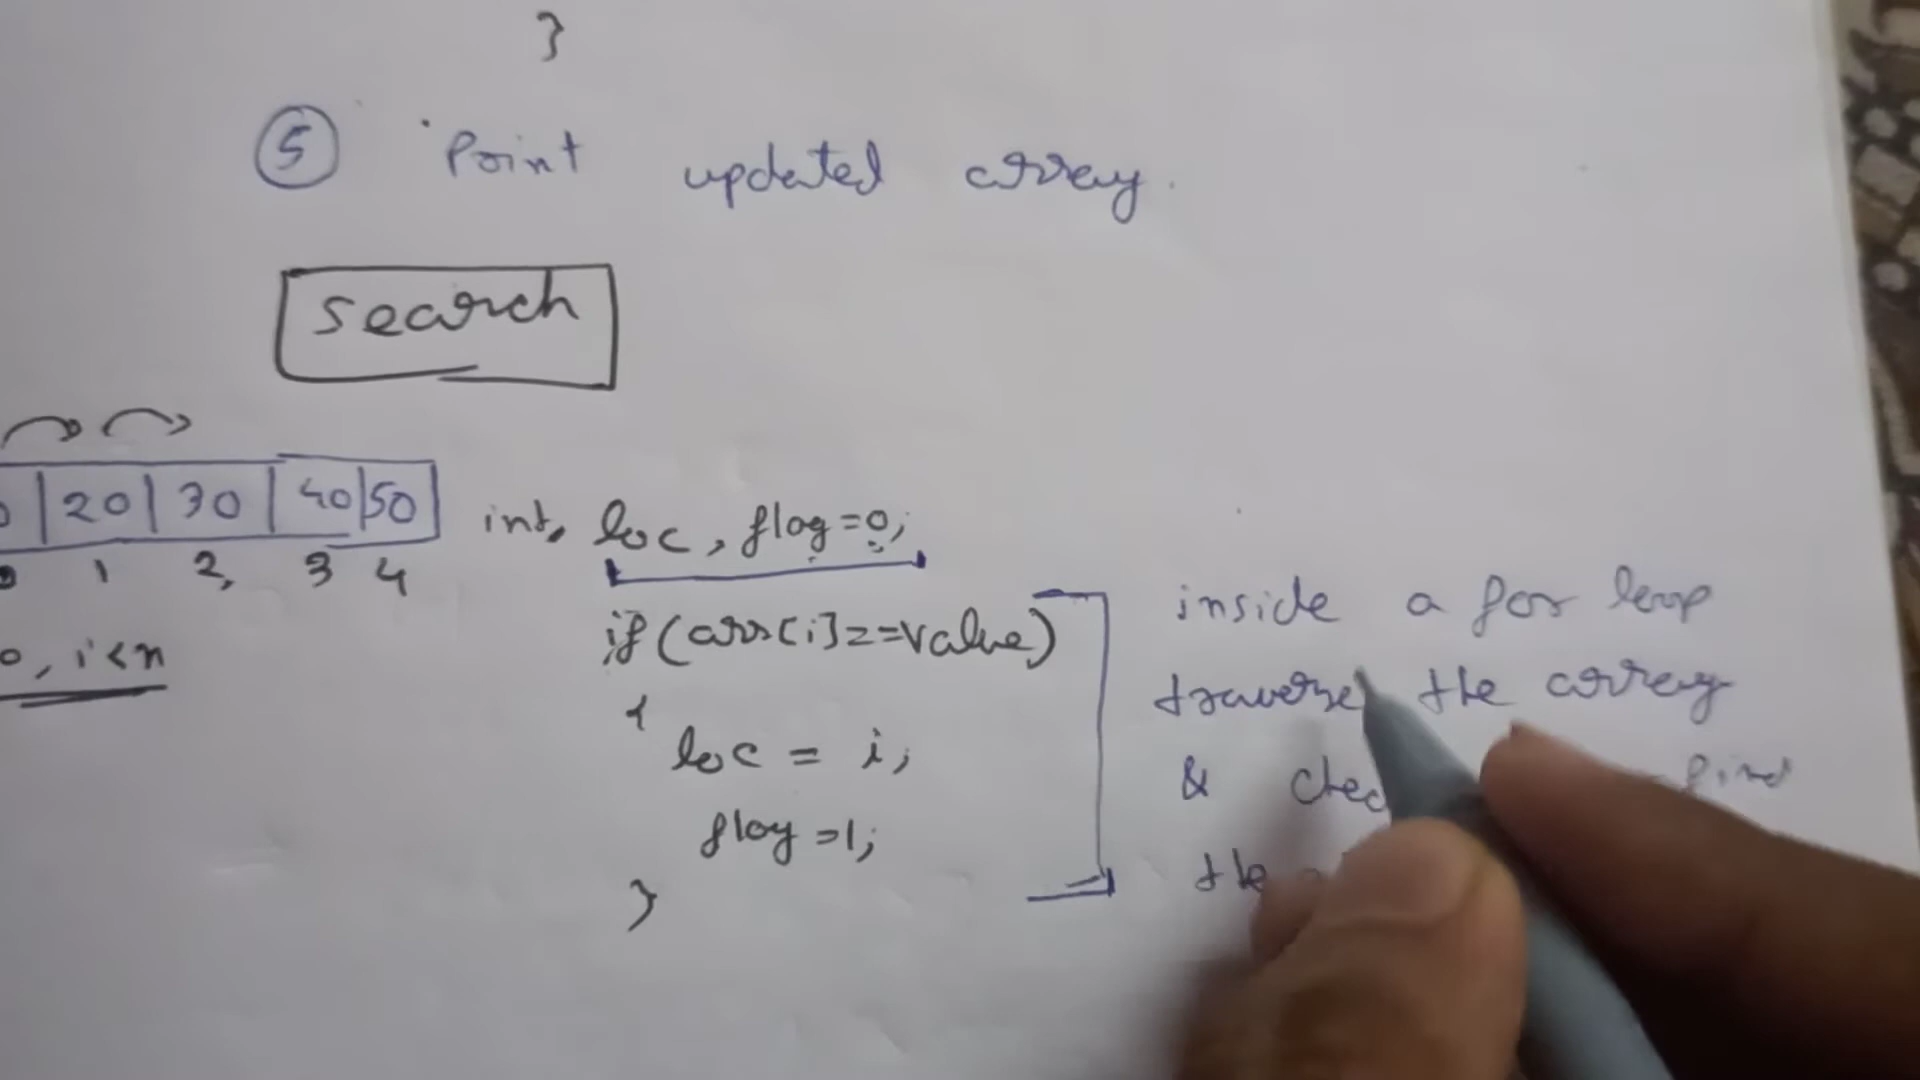 }
⑤ Print updated array.
search
20 | 30 | 40 | 50
1 2, 3 4
0, i<n
int, loc, flag=0;
if(arr[i]==value)
{
loc = i;
flag=1;
}
inside a for loop
traverse the array
& find
the